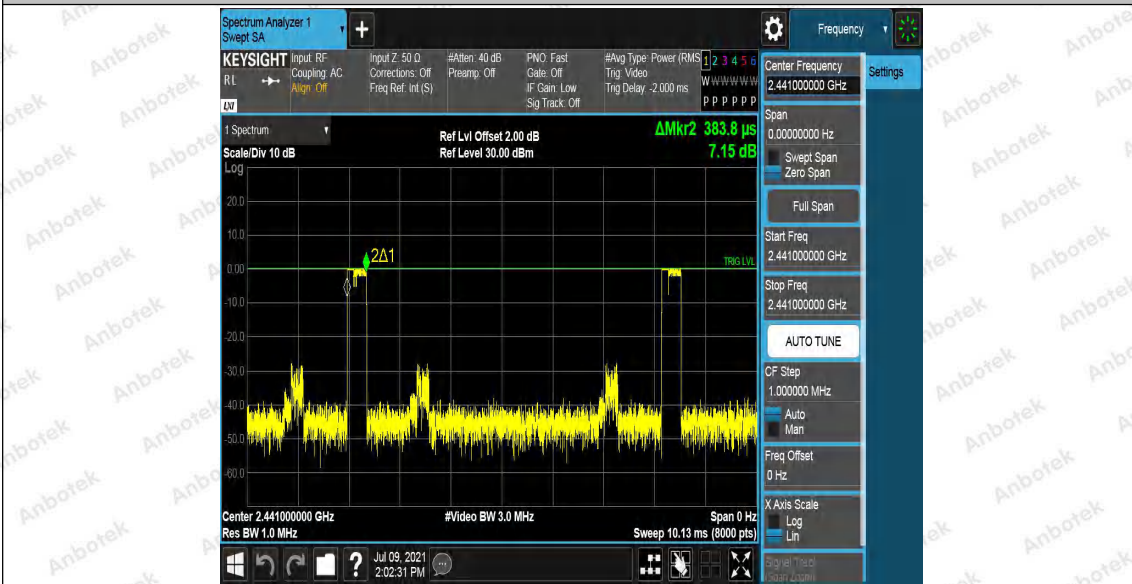 Spectrum Analyzer 1
Swept SA
+
Frequency
KEYSIGHT
RL
LXI
Input: RF
Coupling: AC
Align: Off
Input Z: 50 Ω
Corrections: Off
Freq Ref: Int (S)
#Atten: 40 dB
Preamp: Off
PNO: Fast
Gate: Off
IF Gain: Low
Sig Track: Off
#Avg Type: Power (RMS
Trig: Video
Trig Delay: -2.000 ms
1 2 3 4 5 6
W W W W W W
P P P P P P
1 Spectrum
Scale/Div 10 dB
Log
Ref Lvl Offset 2.00 dB
Ref Level 30.00 dBm
ΔMkr2 383.8 µs
7.15 dB
20.0
10.0
0.00
-10.0
-20.0
-30.0
-40.0
-50.0
-60.0
2Δ1
TRIG LVL
Center 2.441000000 GHz
Res BW 1.0 MHz
#Video BW 3.0 MHz
Span 0 Hz
Sweep 10.13 ms (8000 pts)
?
Jul 09, 2021
2:02:31 PM
Center Frequency
2.441000000 GHz
Settings
Span
0.00000000 Hz
Swept Span
Zero Span
Full Span
Start Freq
2.441000000 GHz
Stop Freq
2.441000000 GHz
AUTO TUNE
CF Step
1.000000 MHz
Auto
Man
Freq Offset
0 Hz
X Axis Scale
Log
Lin
Anbotek